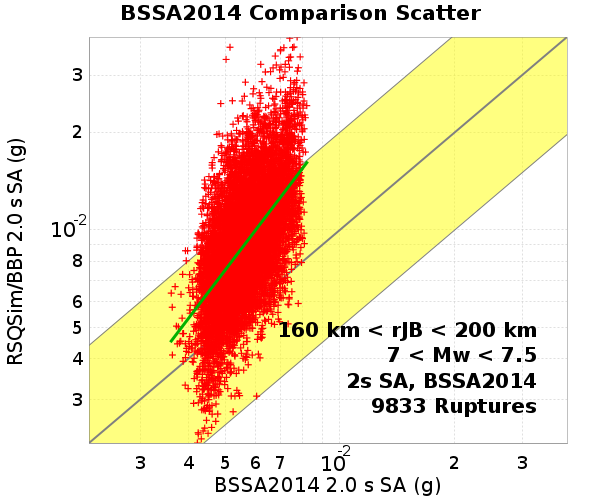 BSSA2014 Comparison Scatter
RSQSim/BBP 2.0 s SA (g)
3
2
10^-2
8
6
5
4
3
160 km < rJB < 200 km
7 < Mw < 7.5
2s SA, BSSA2014
9833 Ruptures
3 4 5 6 7 10^-2 2 3
BSSA2014 2.0 s SA (g)